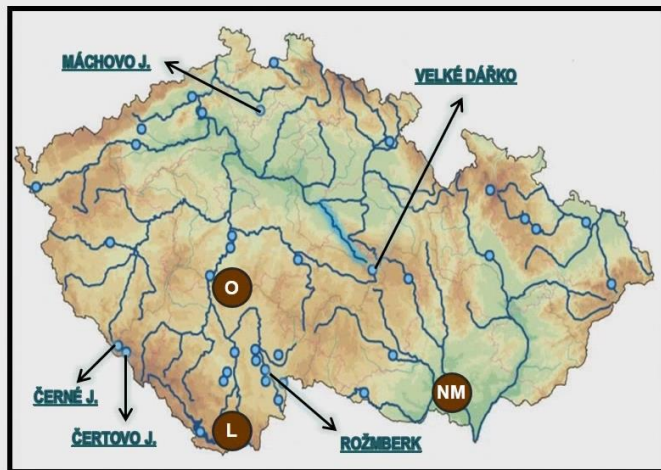 MÁCHOVO J.
VELKÉ DÁŘKO
O
ČERNÉ J.
NM
ČERTOVO J.
L
ROŽMBERK